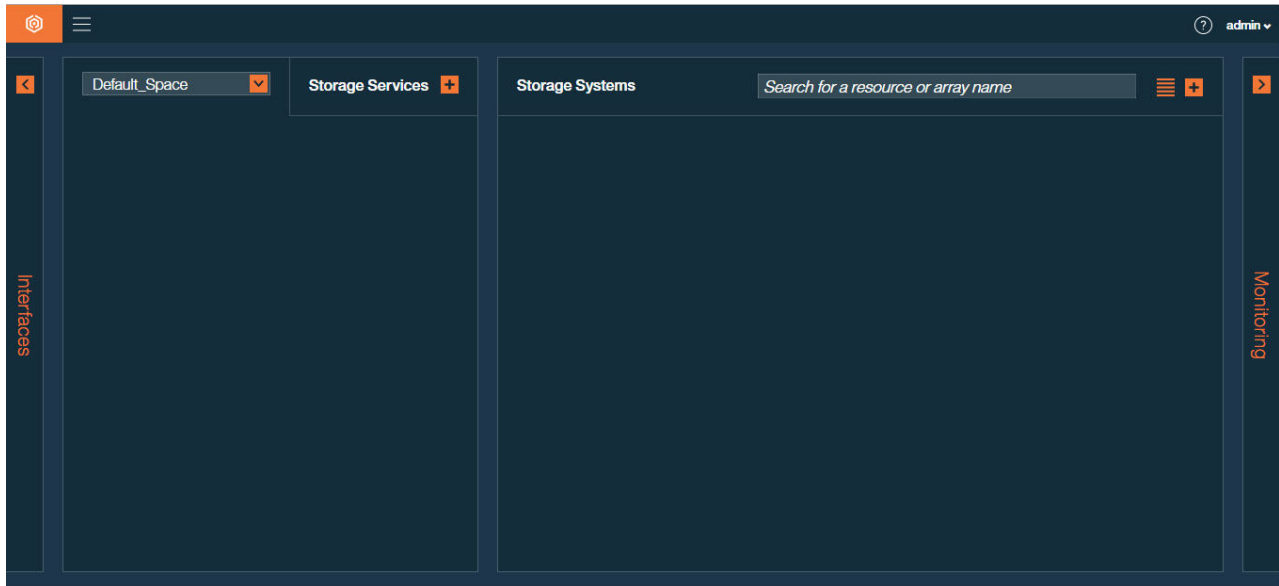 ? admin
Default_Space
Storage Services
Storage Systems
Search for a resource or array name
Interfaces
Monitoring